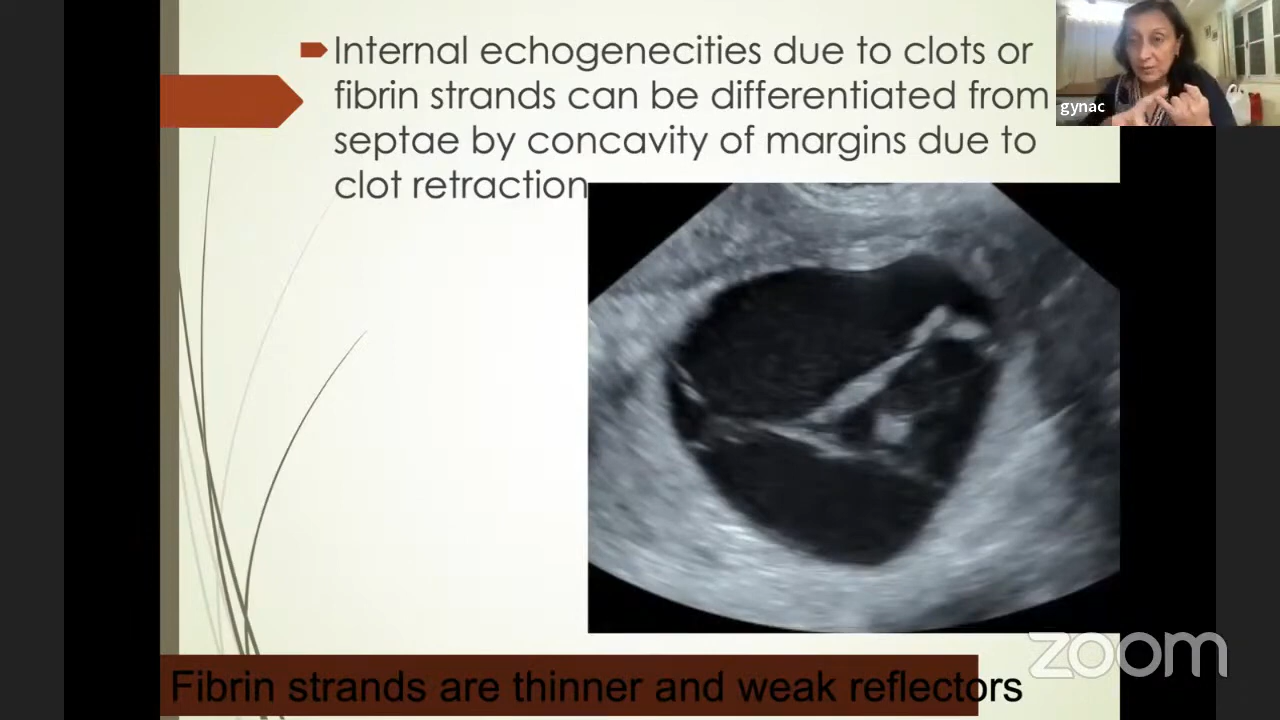 Internal echogenecities due to clots or
fibrin strands can be differentiated from
septae by concavity of margins due to
clot retraction
gynac
Fibrin strands are thinner and weak reflectors
zoom